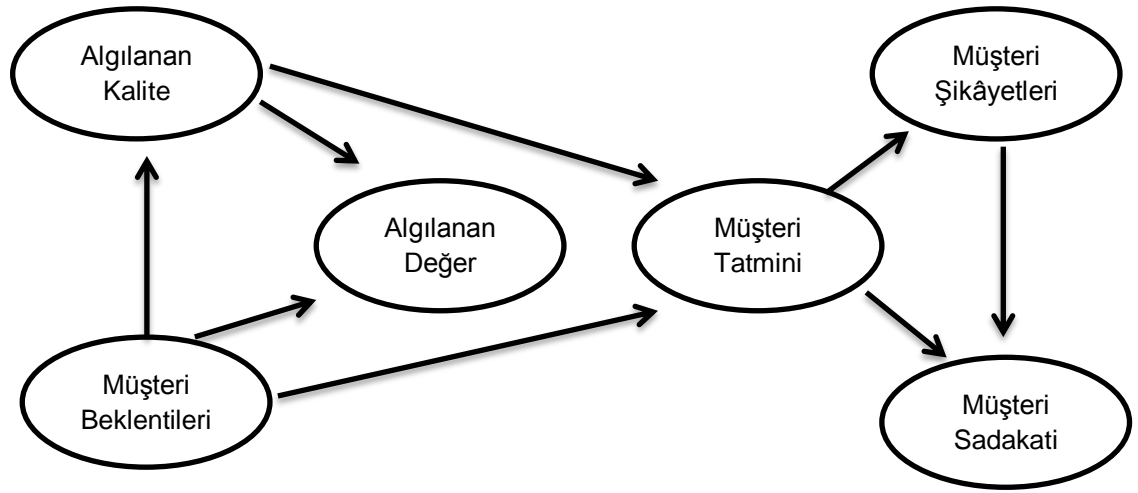 Algılanan
Kalite
Müşteri
Şikâyetleri
Algılanan
Değer
Müşteri
Tatmini
Müşteri
Beklentileri
Müşteri
Sadakati